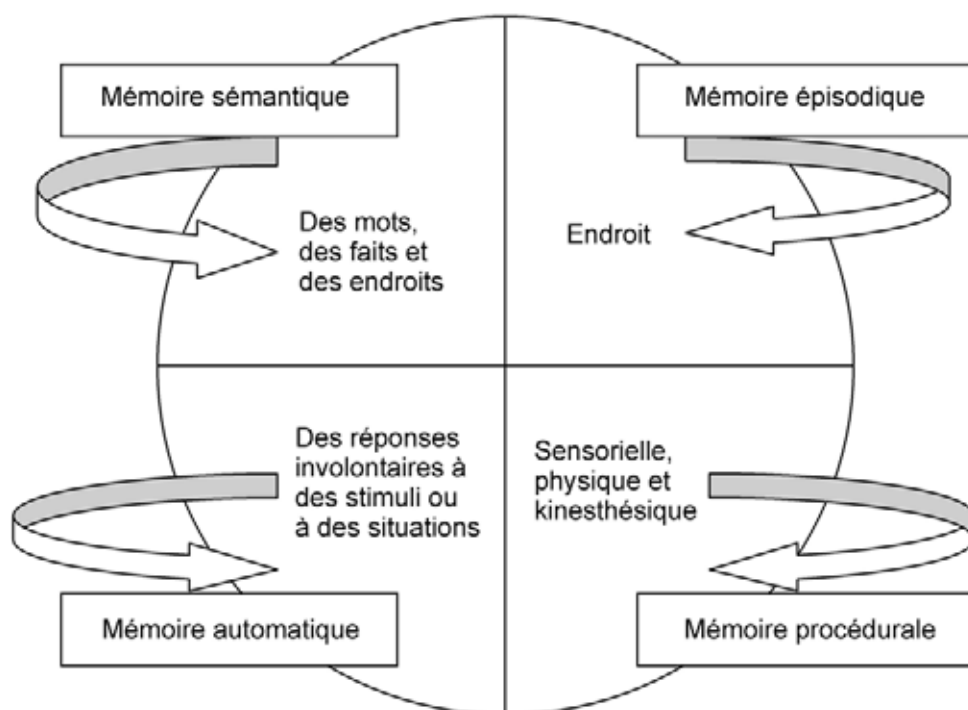 Mémoire sémantique
Mémoire épisodique
Des mots,
des faits et
des endroits
Endroit
Des réponses
involontaires à
des stimuli ou
à des situations
Sensorielle,
physique et
kinesthésique
Mémoire automatique
Mémoire procédurale